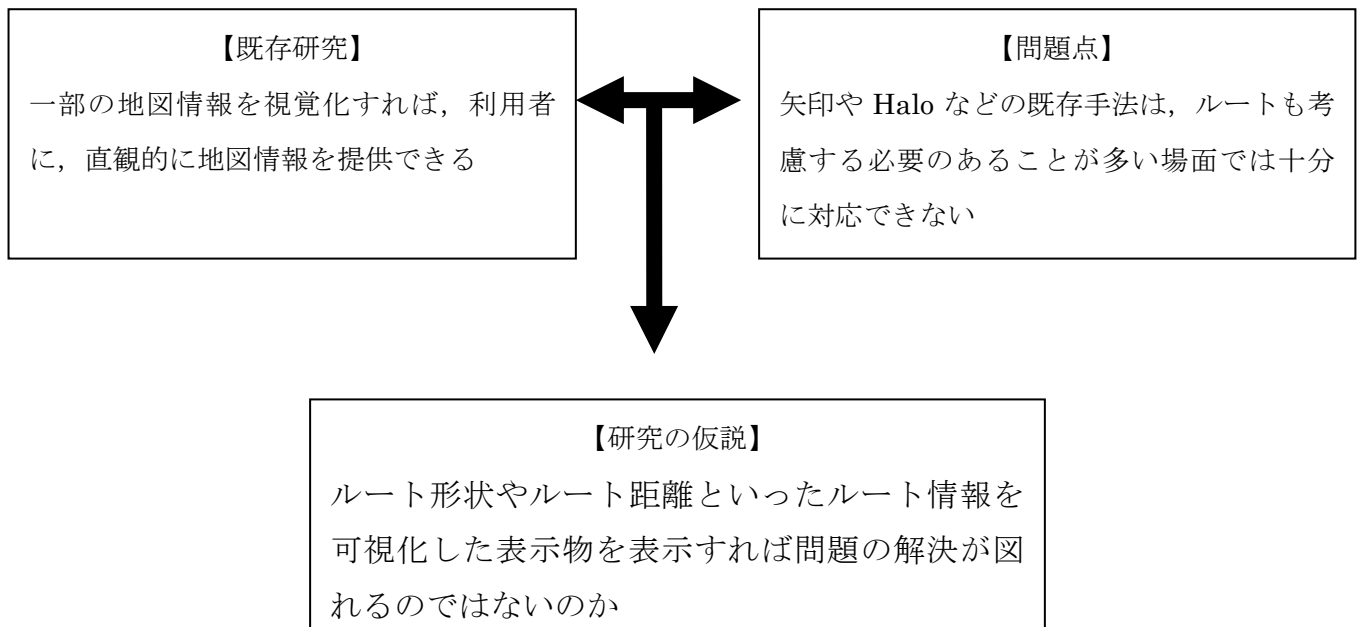 【既存研究】
一部の地図情報を視覚化すれば，利用者
に，直観的に地図情報を提供できる
【問題点】
矢印や Halo などの既存手法は，ルートも考
慮する必要のあることが多い場面では十分
に対応できない
【研究の仮説】
ルート形状やルート距離といったルート情報を
可視化した表示物を表示すれば問題の解決が図
れるのではないのか